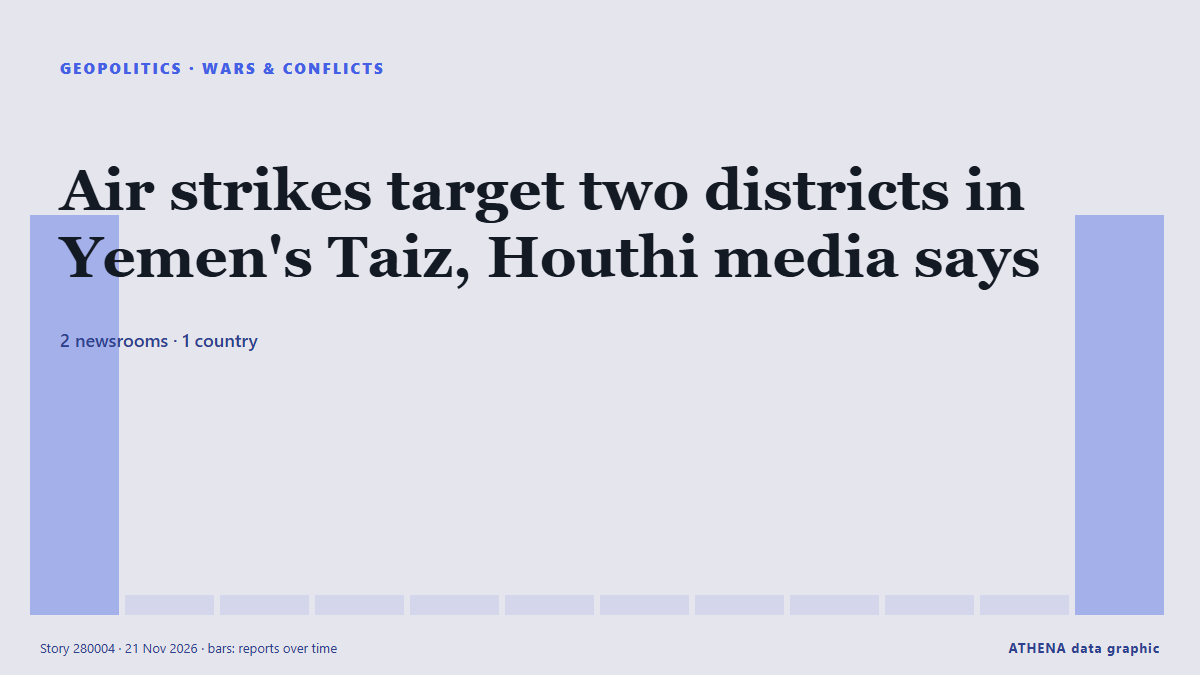 GEOPOLITICS · WARS & CONFLICTS
Air strikes target two districts in
Yemen's Taiz, Houthi media says
2 newsrooms · 1 country
Story 280004 · 21 Nov 2026 · bars: reports over time
ATHENA data graphic